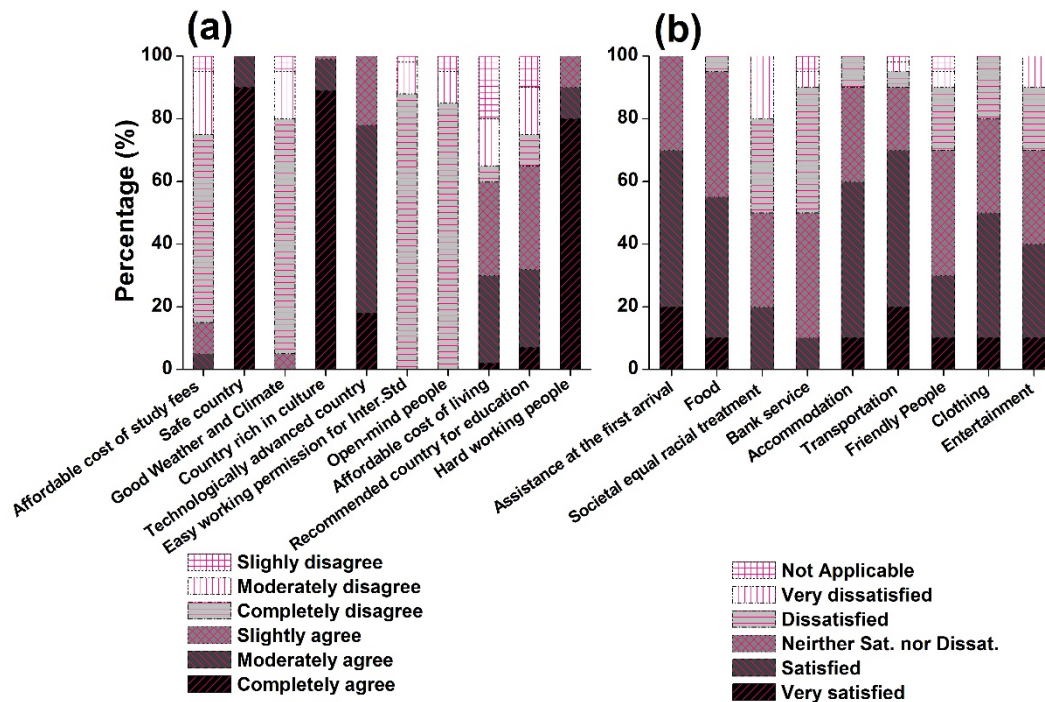 (a)
(b)
Percentage (%)
100
80
60
40
20
0
100
80
60
40
20
0
Affordable cost of study fees
Safe country
Good Weather and Climate
Country rich in culture
Technologically advanced country
Easy working permission for Inter.Std
Open-mind people
Affordable cost of living
Recommended country for education
Hard working people
Assistance at the first arrival
Food
Societal equal racial treatment
Bank service
Accommodation
Transportation
Friendly People
Clothing
Entertainment
Slighly disagree
Moderately disagree
Completely disagree
Slightly agree
Moderately agree
Completely agree
Not Applicable
Very dissatisfied
Dissatisfied
Neirther Sat. nor Dissat.
Satisfied
Very satisfied